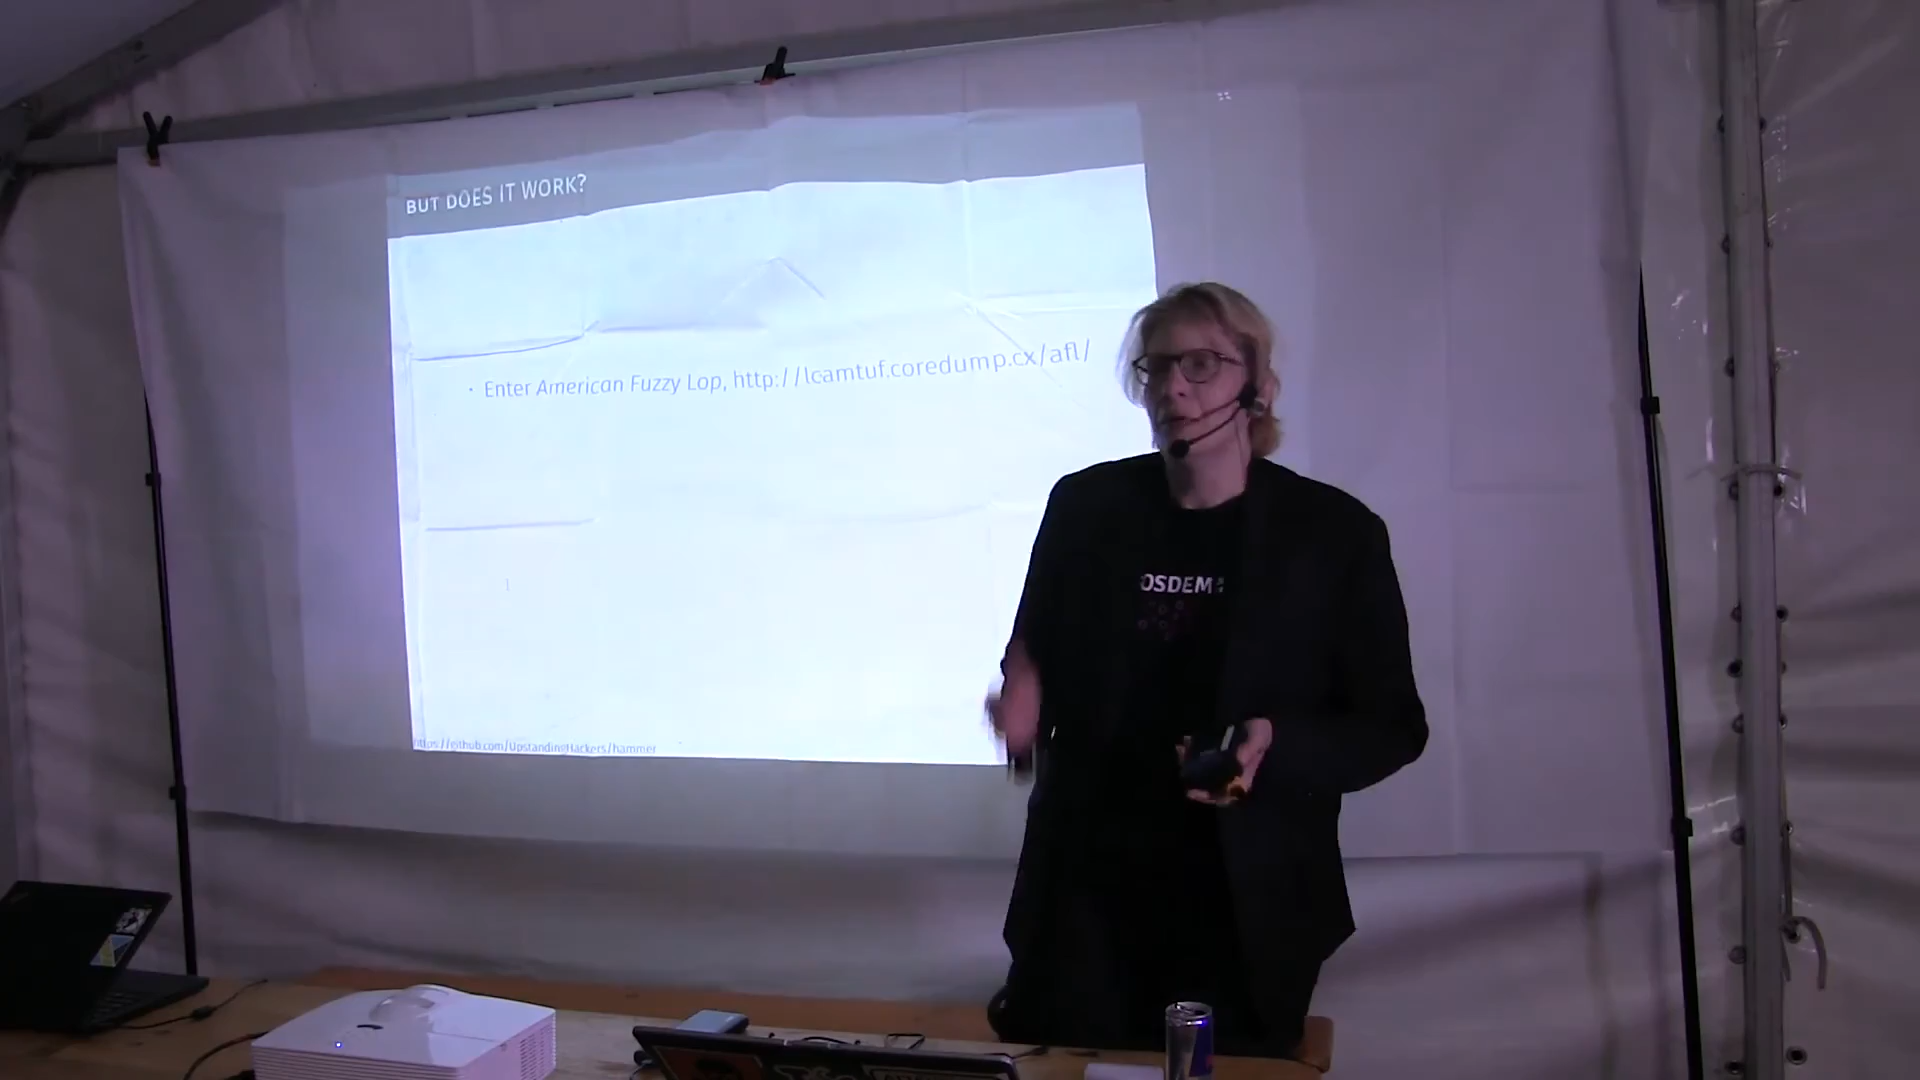 BUT DOES IT WORK?
· Enter American Fuzzy Lop, http://lcamtuf.coredump.cx/afl/
https://github.com/UpstandingHackers/hammer
OSDEM